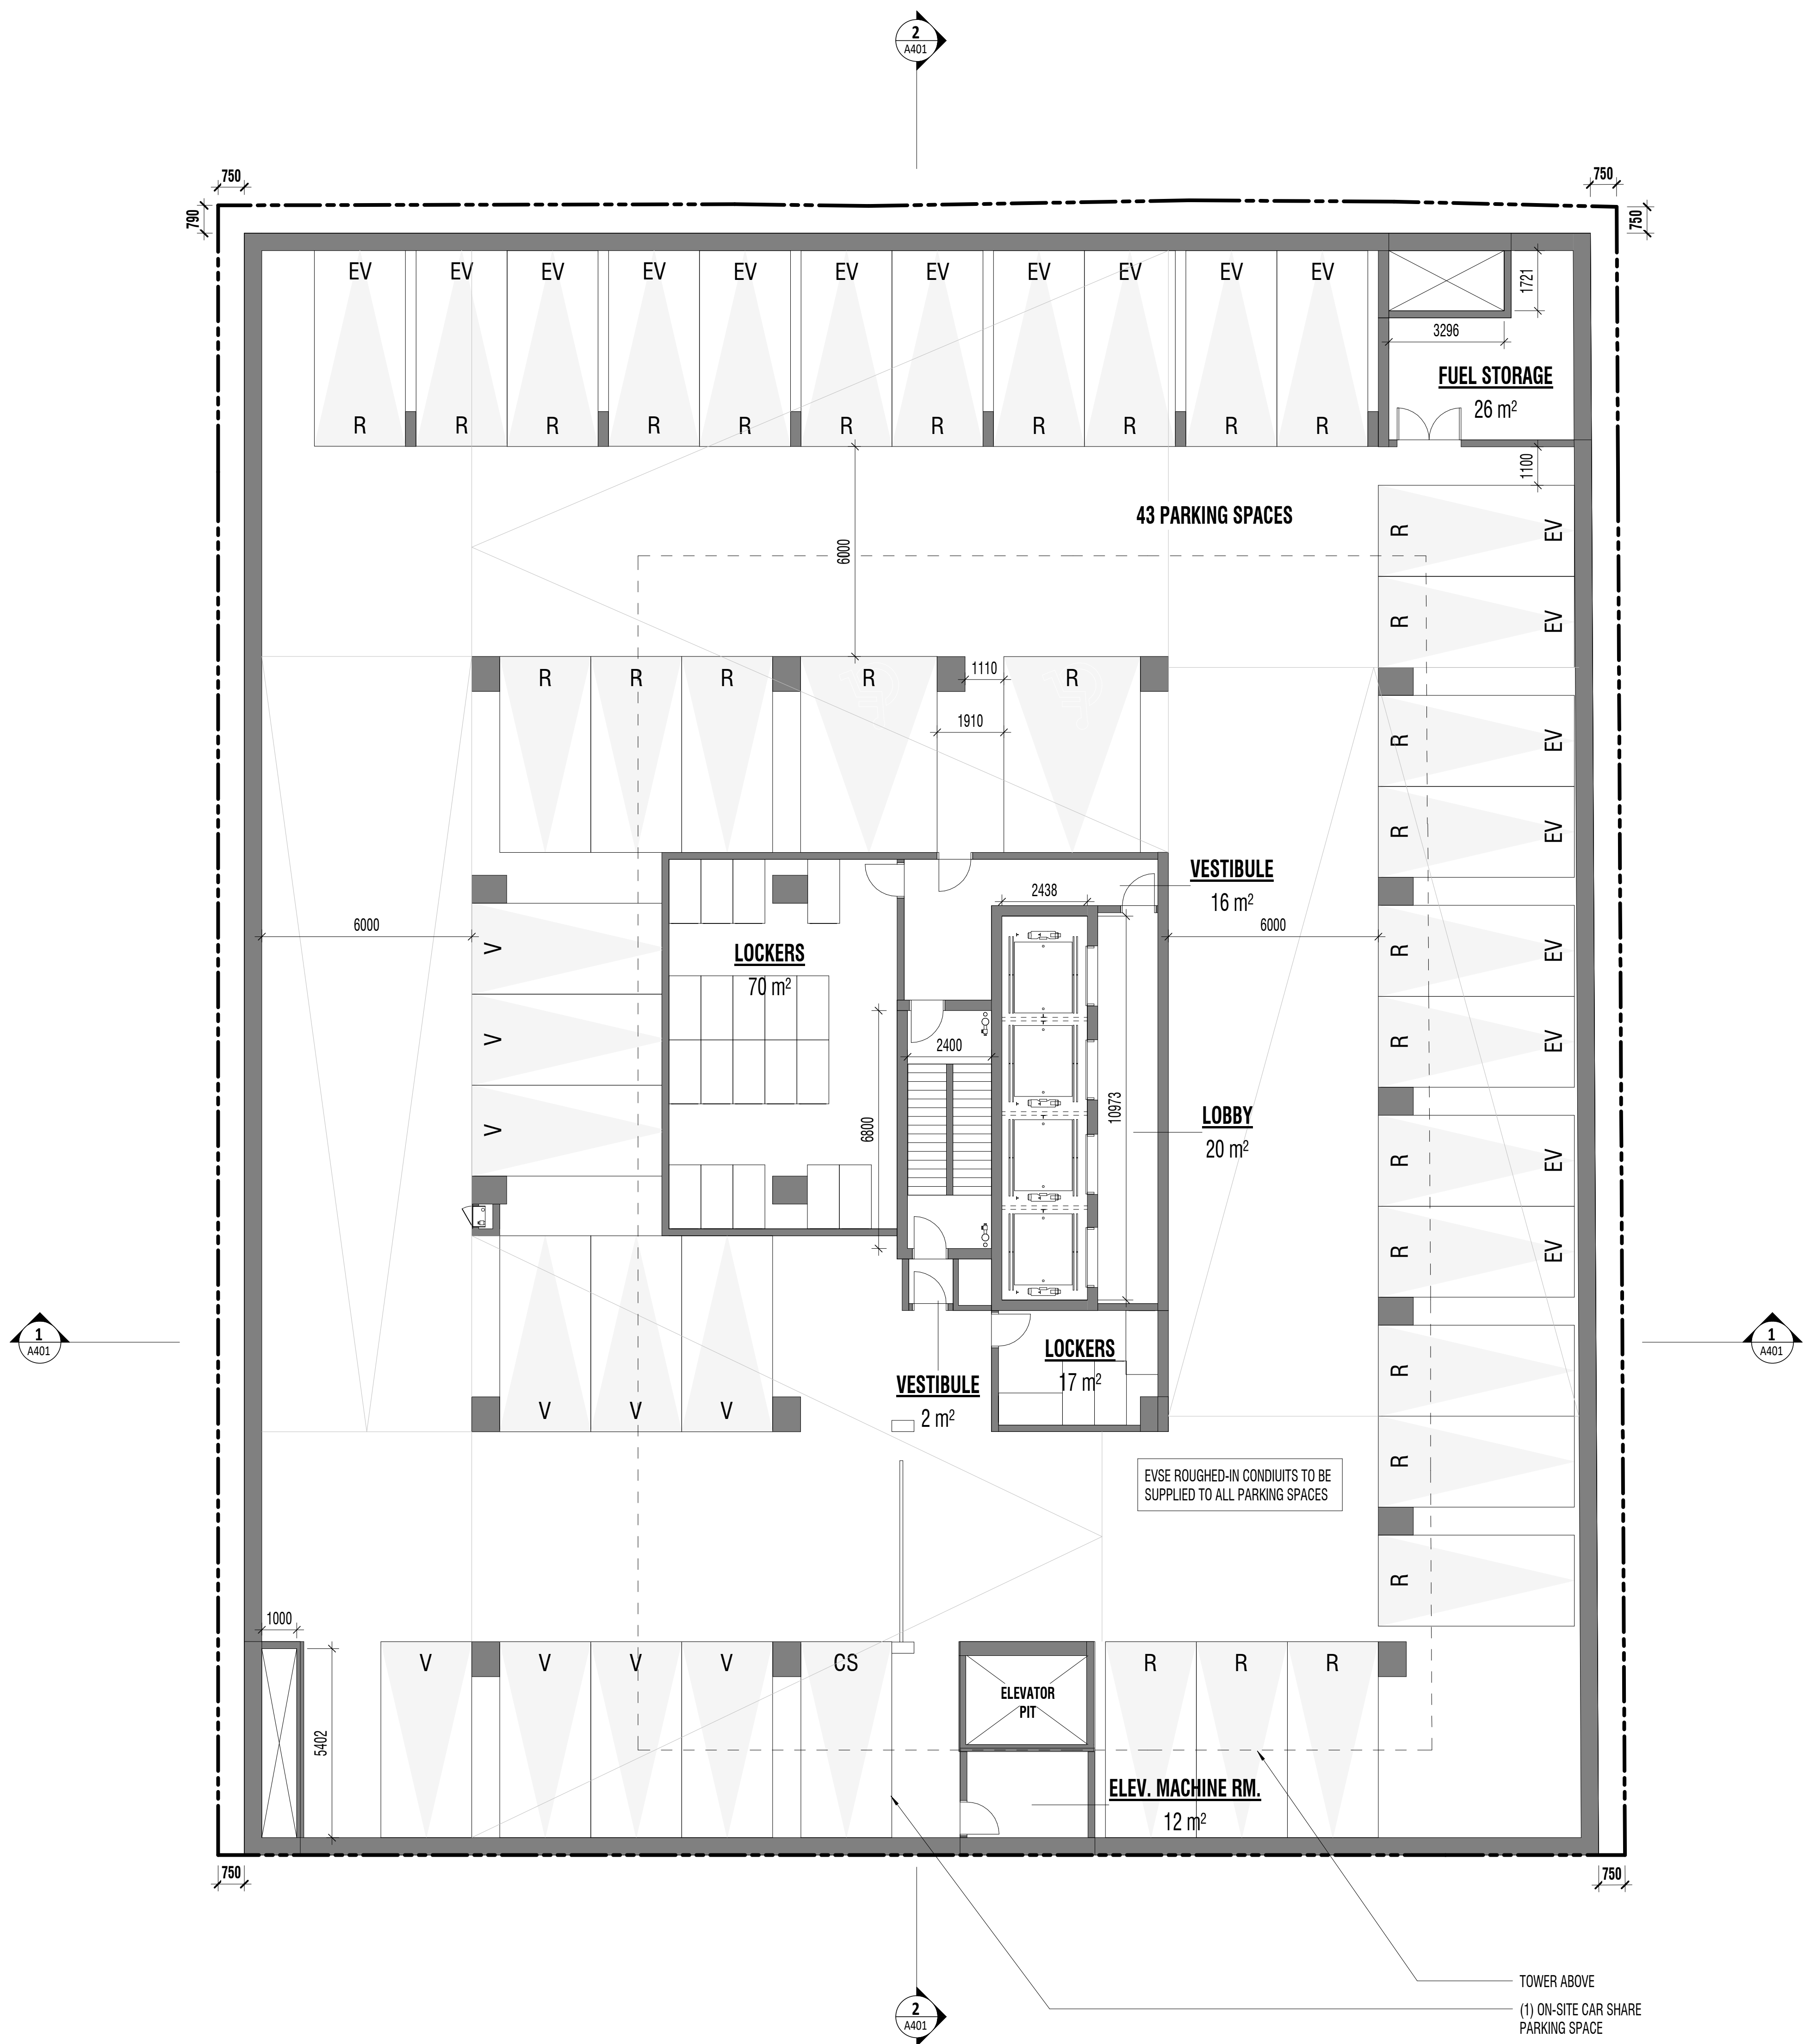 2
A401
750
750
790
750
EV EV EV EV EV EV EV EV EV EV EV
1721
3296
FUEL STORAGE
26 m²
R R R R R R R R R R R
1100
43 PARKING SPACES
R EV
6000
R EV
R R R R R
1110
1910
R EV
R EV
VESTIBULE
16 m²
2438
6000
6000
LOCKERS
70 m²
V
R EV
V
2400
R EV
10973
LOBBY
20 m²
6800
V
R EV
R EV
1
A401
1
A401
LOCKERS
17 m²
VESTIBULE
2 m²
V V V
R
R
EVSE ROUGHED-IN CONDIUITS TO BE
SUPPLIED TO ALL PARKING SPACES
R
1000
V V V V CS
R R R
ELEVATOR
PIT
5402
ELEV. MACHINE RM.
12 m²
750
750
TOWER ABOVE
(1) ON-SITE CAR SHARE
PARKING SPACE
2
A401